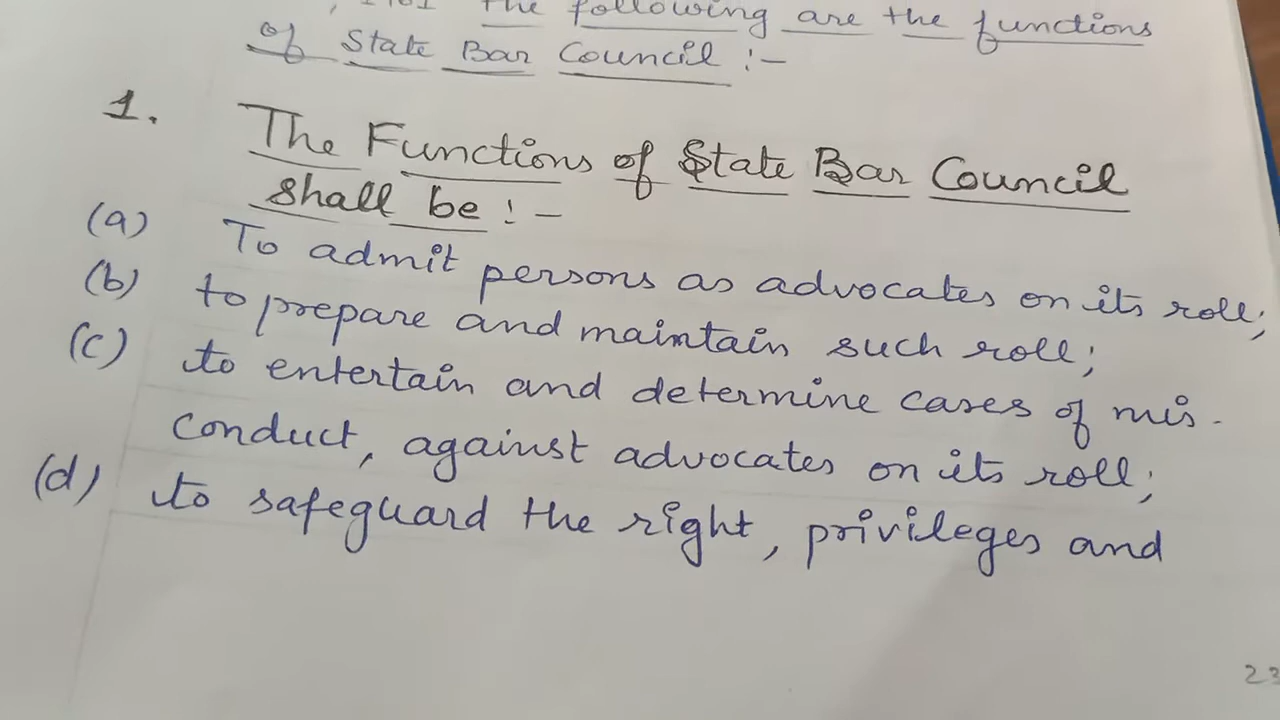 , 1961 the following are the functions
of State Bar Council :-
1. The Functions of State Bar Council
shall be :-
(a) To admit persons as advocates on its roll;
(b) to prepare and maintain such roll;
(c) to entertain and determine cases of mis-
conduct, against advocates on its roll;
(d) to safeguard the right, privileges and
23